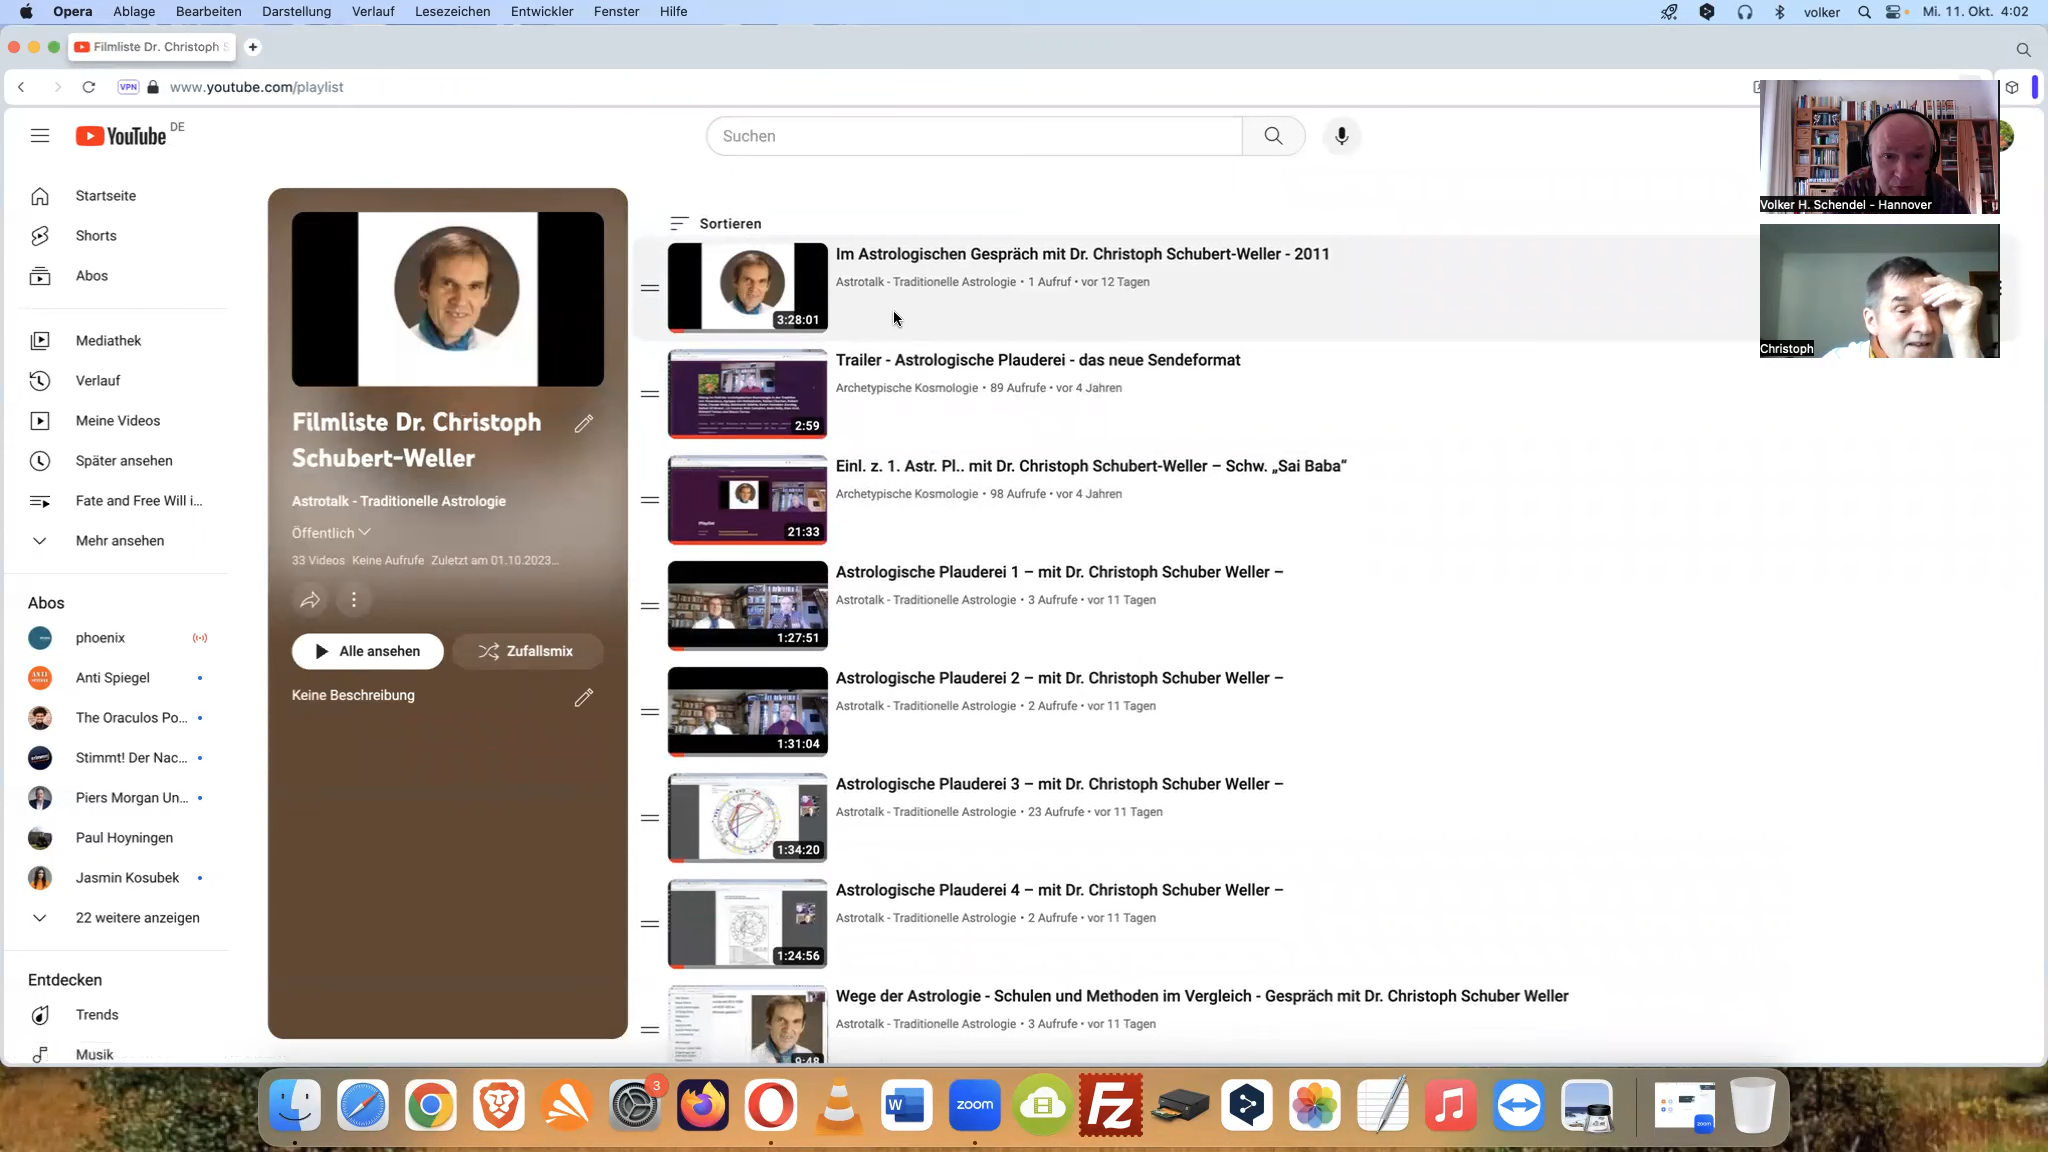 Opera Ablage Bearbeiten Darstellung Verlauf Lesezeichen Entwickler Fenster Hilfe
volker Mi. 11. Okt. 4:02
Filmliste Dr. Christoph S
VPN www.youtube.com/playlist
YouTube DE
Suchen
Startseite
Shorts
Abos
Mediathek
Verlauf
Meine Videos
Später ansehen
Fate and Free Will i...
Mehr ansehen
Abos
phoenix
Anti Spiegel
The Oraculos Po...
Stimmt! Der Nac...
Piers Morgan Un...
Paul Hoyningen
Jasmin Kosubek
22 weitere anzeigen
Entdecken
Trends
Musik
Filmliste Dr. Christoph
Schubert-Weller
Astrotalk - Traditionelle Astrologie
Öffentlich
33 Videos Keine Aufrufe Zuletzt am 01.10.2023...
Alle ansehen
Zufallsmix
Keine Beschreibung
Sortieren
3:28:01
Im Astrologischen Gespräch mit Dr. Christoph Schubert-Weller - 2011
Astrotalk - Traditionelle Astrologie • 1 Aufruf • vor 12 Tagen
2:59
Trailer - Astrologische Plauderei - das neue Sendeformat
Archetypische Kosmologie • 89 Aufrufe • vor 4 Jahren
21:33
Einl. z. 1. Astr. Pl.. mit Dr. Christoph Schubert-Weller – Schw. „Sai Baba“
Archetypische Kosmologie • 98 Aufrufe • vor 4 Jahren
1:27:51
Astrologische Plauderei 1 – mit Dr. Christoph Schuber Weller –
Astrotalk - Traditionelle Astrologie • 3 Aufrufe • vor 11 Tagen
1:31:04
Astrologische Plauderei 2 – mit Dr. Christoph Schuber Weller –
Astrotalk - Traditionelle Astrologie • 2 Aufrufe • vor 11 Tagen
1:34:20
Astrologische Plauderei 3 – mit Dr. Christoph Schuber Weller –
Astrotalk - Traditionelle Astrologie • 23 Aufrufe • vor 11 Tagen
1:24:56
Astrologische Plauderei 4 – mit Dr. Christoph Schuber Weller –
Astrotalk - Traditionelle Astrologie • 2 Aufrufe • vor 11 Tagen
9:48
Wege der Astrologie - Schulen und Methoden im Vergleich - Gespräch mit Dr. Christoph Schuber Weller
Astrotalk - Traditionelle Astrologie • 3 Aufrufe • vor 11 Tagen
Volker H. Schendel - Hannover
Christoph
3
W
zoom
Fz
zoom